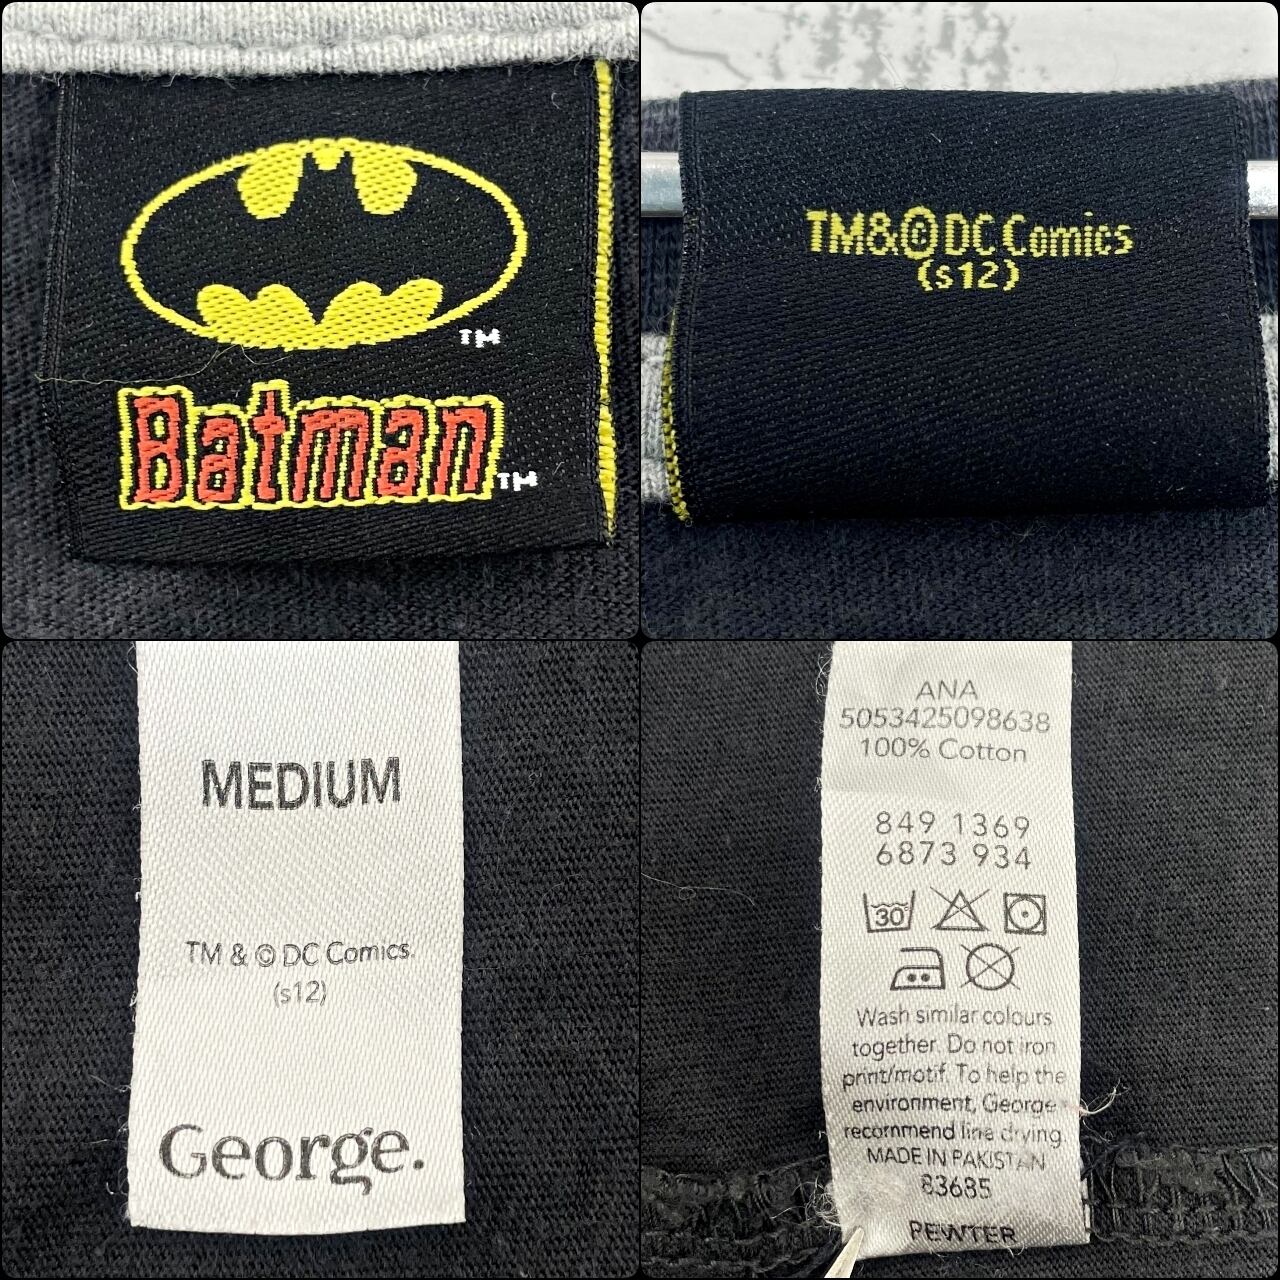 TM
Batman TM
TM&© DC Comics
(s12)
MEDIUM
TM & © DC Comics.
(s12)
George.
ANA
5053425098638
100% Cotton
849 1369
6873 934
30
Wash similar colours
together. Do not iron
print/motif. To help the
environment, George
recommend line drying.
MADE IN PAKISTAN
83685
PEWTER